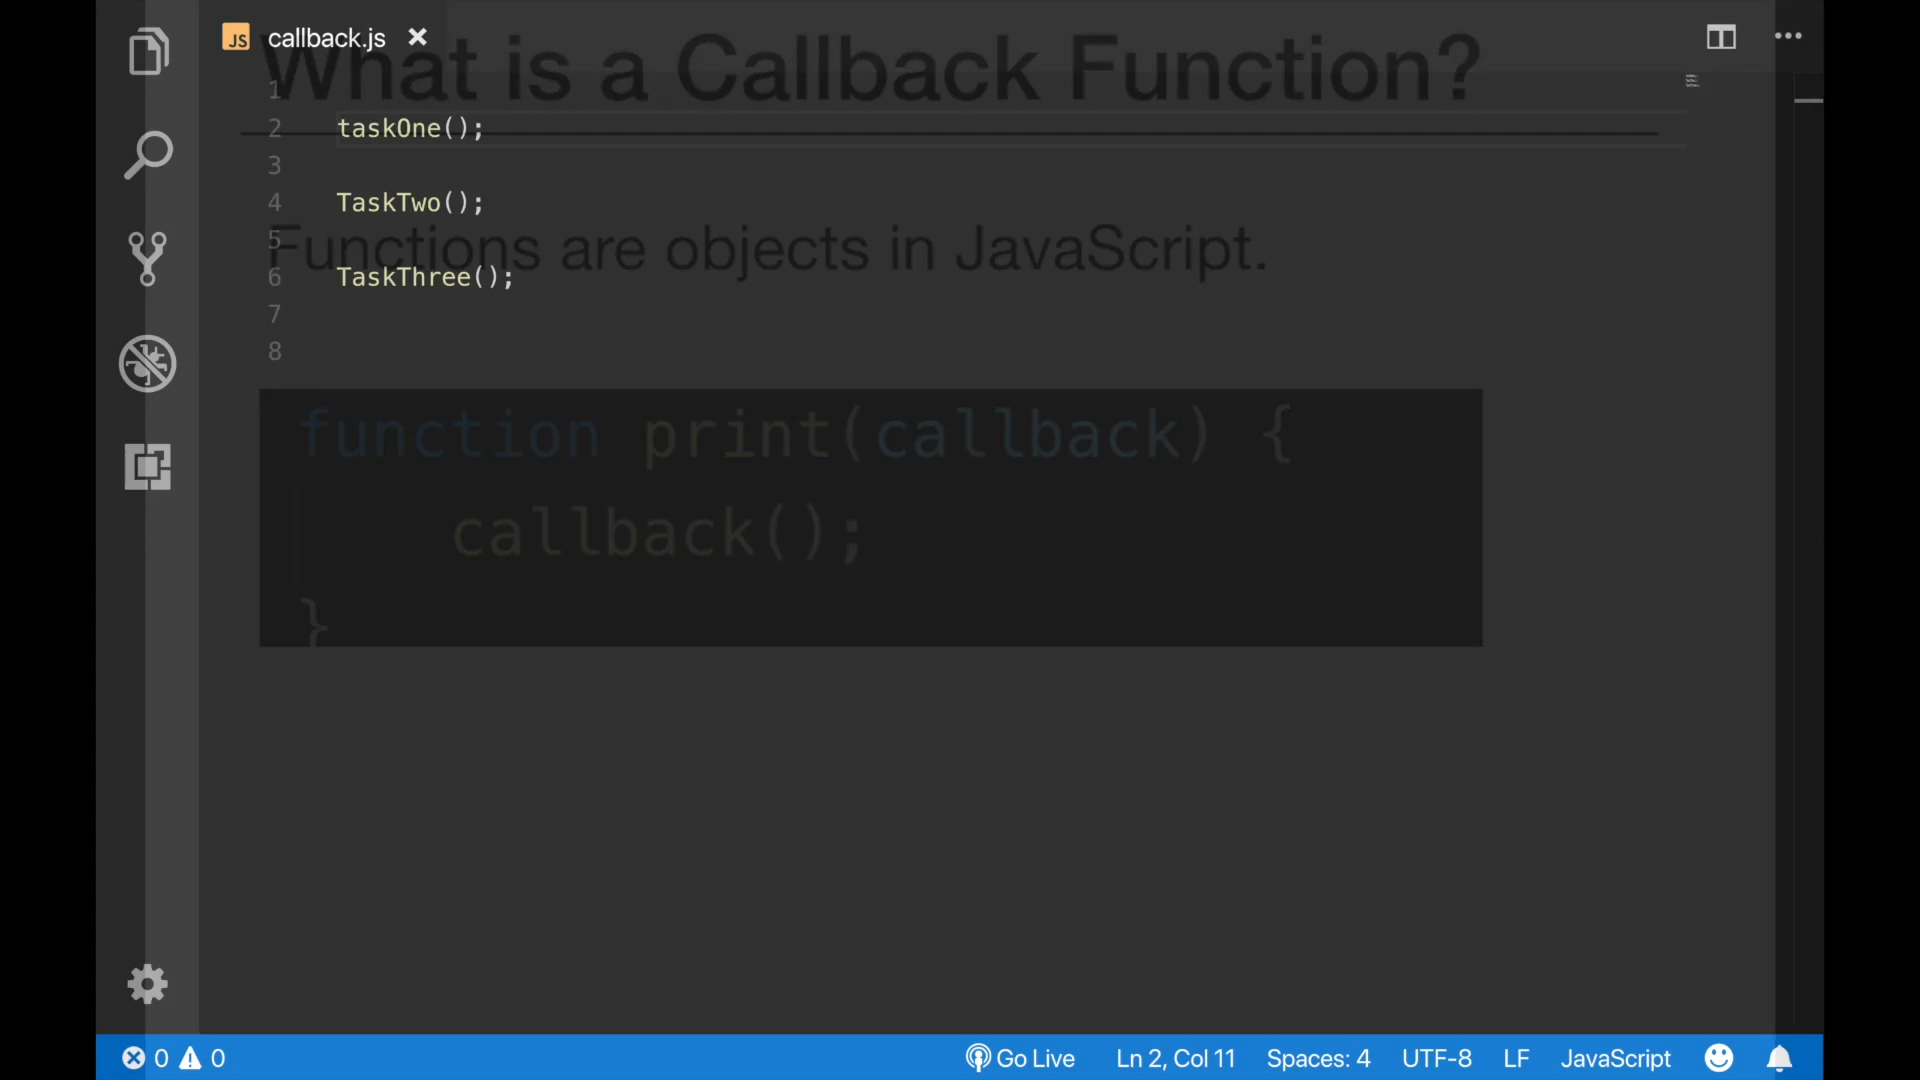 JS callback.js
What is a Callback Function?
1
2 taskOne();
3
4 TaskTwo();
5
Functions are objects in JavaScript.
6 TaskThree();
7
8
function print(callback) {
callback();
}
0 0 Go Live Ln 2, Col 11 Spaces: 4 UTF-8 LF JavaScript